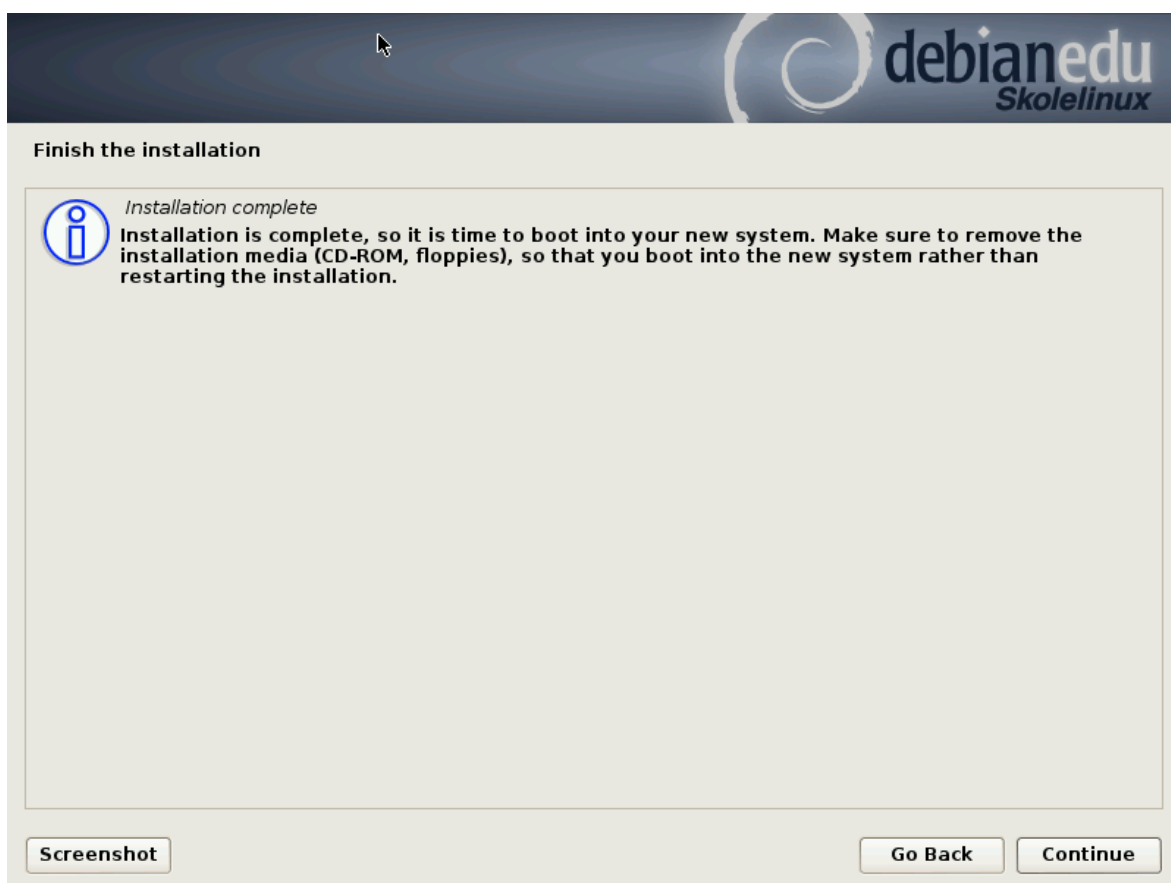 debianedu
Skolelinux
Finish the installation
Installation complete
Installation is complete, so it is time to boot into your new system. Make sure to remove the
installation media (CD-ROM, floppies), so that you boot into the new system rather than
restarting the installation.
Screenshot
Go Back
Continue